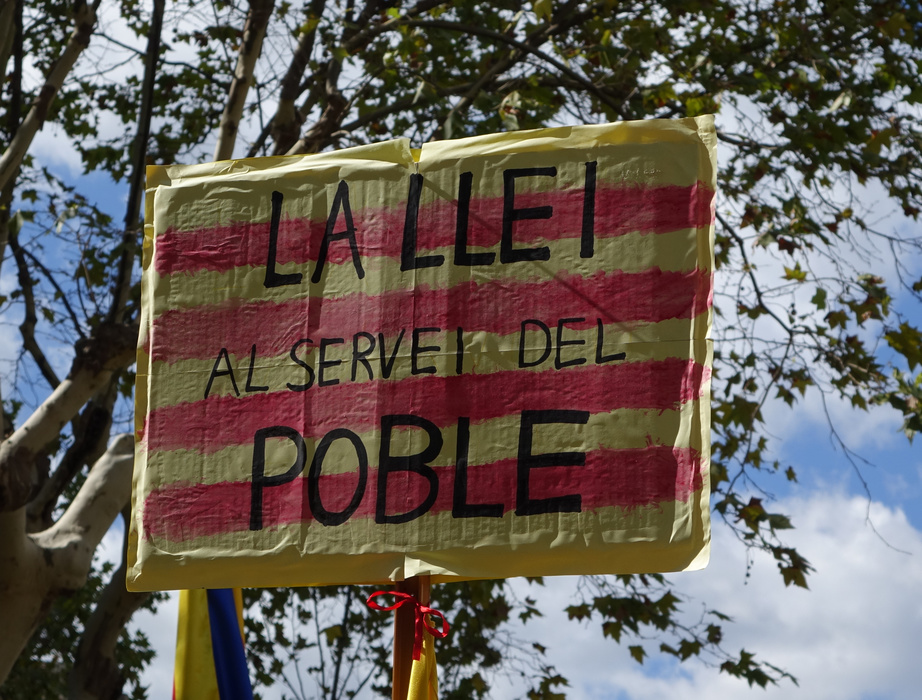 LA LLEI
AL SERVEI DEL
POBLE